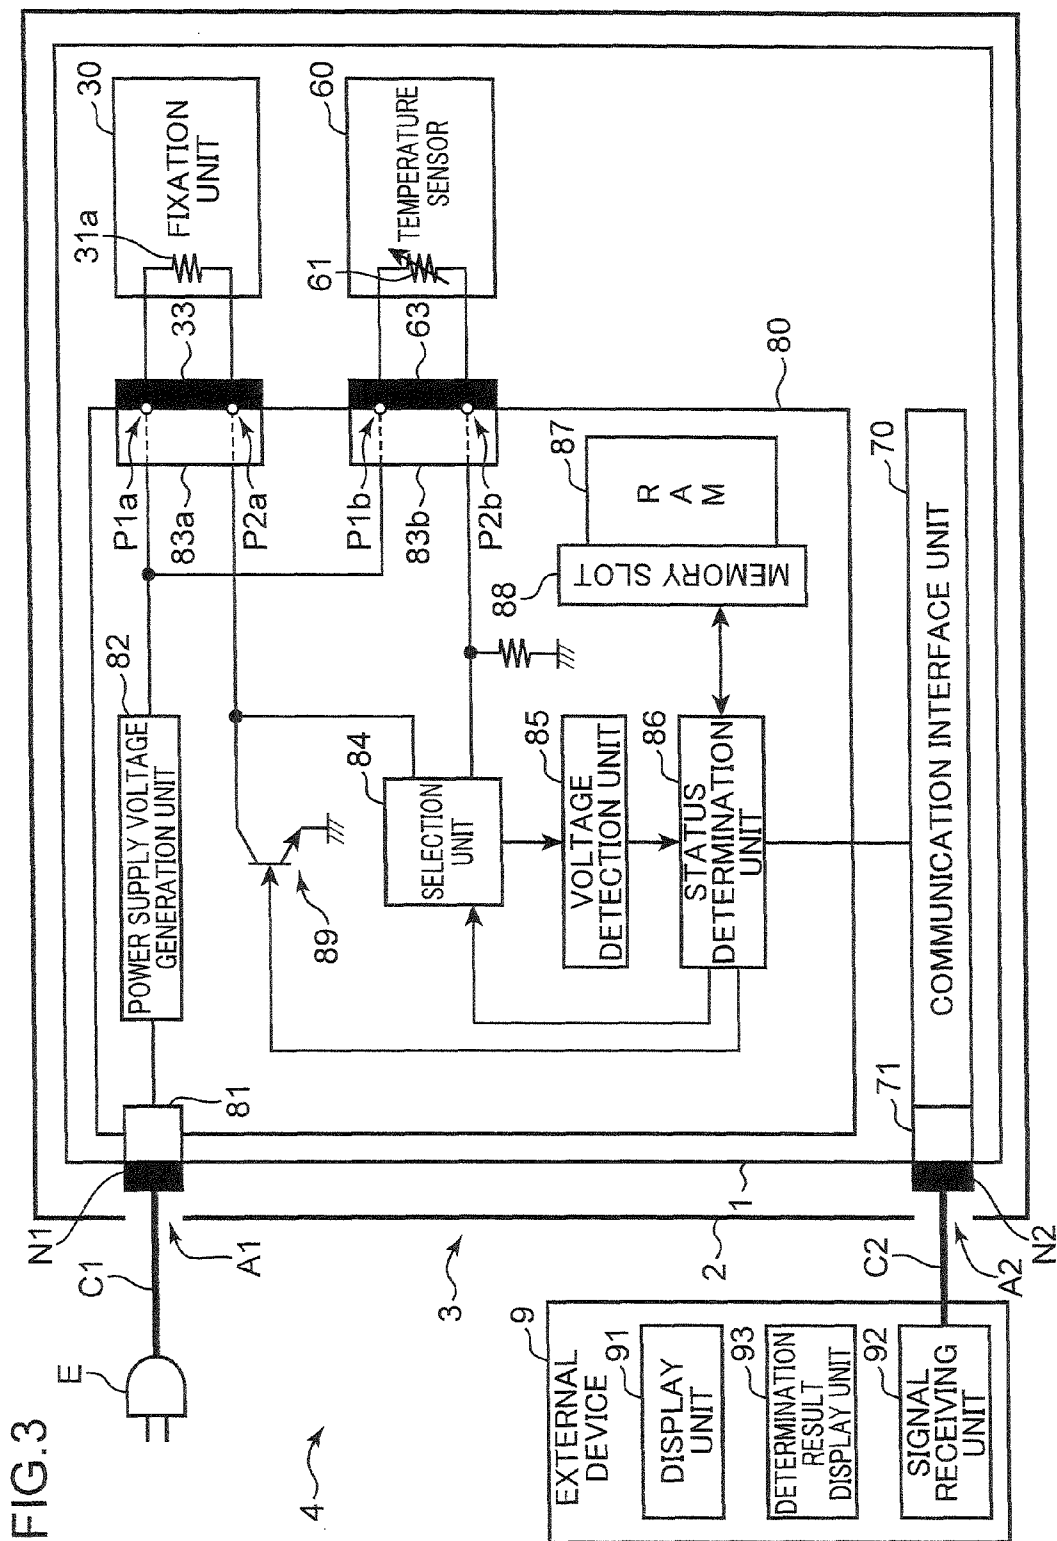 FIG.3
4
E
C1
N1
A1
3
2
1
81
POWER SUPPLY VOLTAGE
GENERATION UNIT
82
P1a
83a
P2a
33
31a
30
FIXATION
UNIT
P1b
83b
P2b
63
61
60
TEMPERATURE
SENSOR
89
84
SELECTION
UNIT
88
MEMORY SLOT
87
RAM
80
85
VOLTAGE
DETECTION UNIT
86
STATUS
DETERMINATION
UNIT
70
COMMUNICATION INTERFACE UNIT
71
C2
A2
N2
9
EXTERNAL
DEVICE
91
DISPLAY
UNIT
93
DETERMINATION
RESULT
DISPLAY UNIT
92
SIGNAL
RECEIVING
UNIT